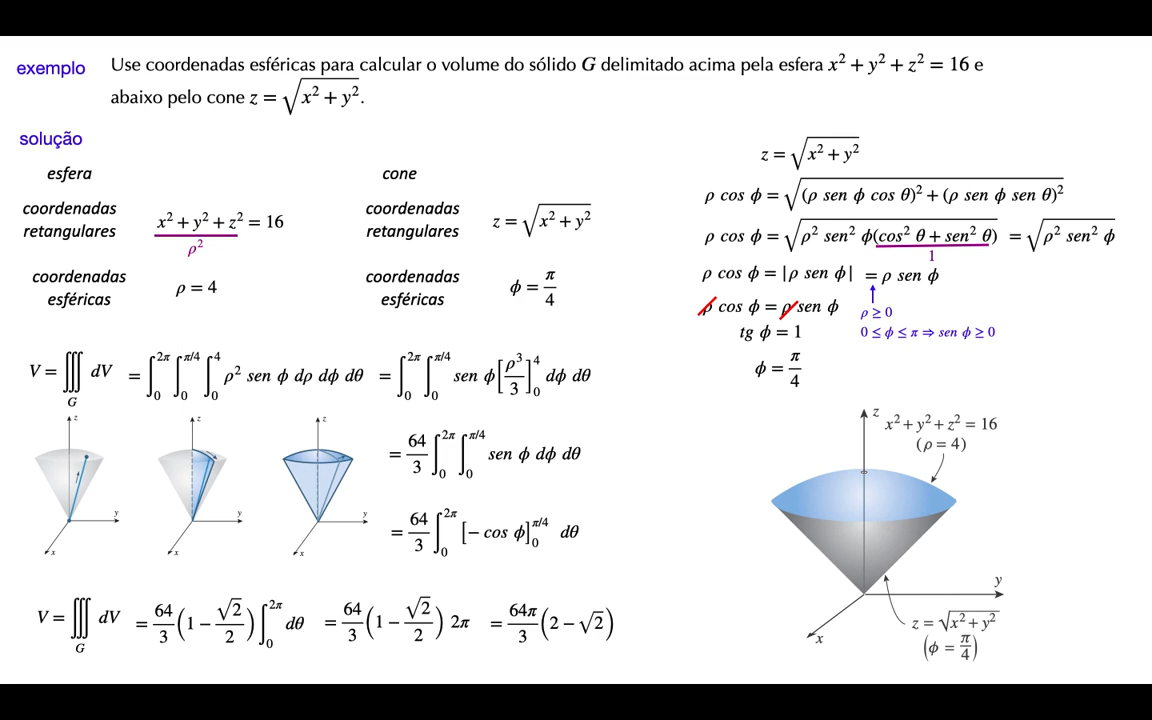 exemplo Use coordenadas esféricas para calcular o volume do sólido G delimitado acima pela esfera x² + y² + z² = 16 e
abaixo pelo cone z = √(x² + y²).
solução
esfera
coordenadas retangulares x² + y² + z² = 16
ρ²
coordenadas esféricas ρ = 4
cone
coordenadas retangulares z = √(x² + y²)
coordenadas esféricas ϕ = π/4
z = √(x² + y²)
ρ cos ϕ = √((ρ sen ϕ cos θ)² + (ρ sen ϕ sen θ)²)
ρ cos ϕ = √(ρ² sen² ϕ(cos² θ + sen² θ)) = √(ρ² sen² ϕ)
1
ρ cos ϕ = |ρ sen ϕ| = ρ sen ϕ
ρ cos ϕ = ρ sen ϕ
ρ ≥ 0
0 ≤ ϕ ≤ π ⇒ sen ϕ ≥ 0
tg ϕ = 1
ϕ = π/4
V = ∭_G dV = ∫₀^{2π} ∫₀^{π/4} ∫₀^4 ρ² sen ϕ dρ dϕ dθ = ∫₀^{2π} ∫₀^{π/4} sen ϕ [ρ³/3]₀^4 dϕ dθ
= 64/3 ∫₀^{2π} ∫₀^{π/4} sen ϕ dϕ dθ
= 64/3 ∫₀^{2π} [− cos ϕ]₀^{π/4} dθ
z
y
x
z
y
x
z
y
x
V = ∭_G dV = 64/3 (1 − √2/2) ∫₀^{2π} dθ = 64/3 (1 − √2/2) 2π = 64π/3 (2 − √2)
z
x² + y² + z² = 16
(ρ = 4)
y
x
z = √(x² + y²)
(ϕ = π/4)